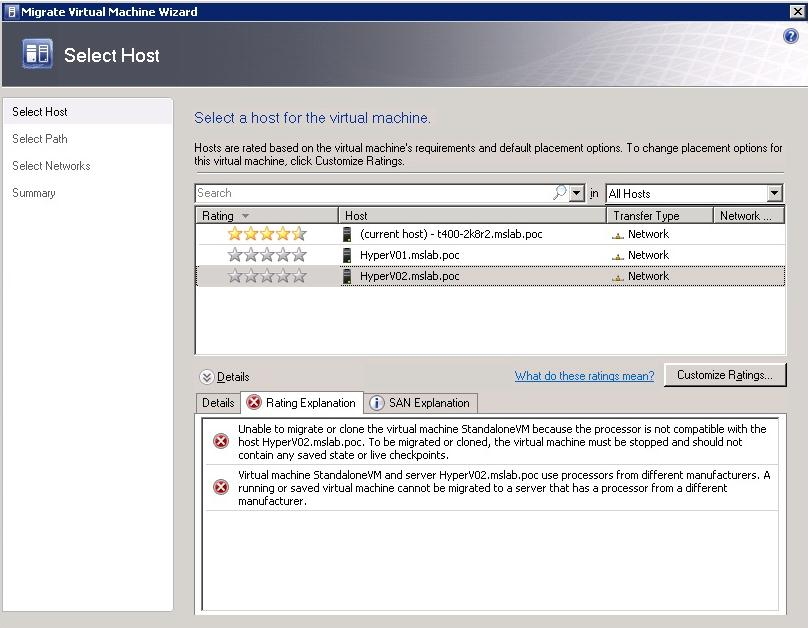 Migrate Virtual Machine Wizard
Select Host
Select Host
Select Path
Select Networks
Summary
Select a host for the virtual machine.
Hosts are rated based on the virtual machine's requirements and default placement options. To change placement options for
this virtual machine, click Customize Ratings.
Search in All Hosts
Rating Host Transfer Type Network ...
(current host) - t400-2k8r2.mslab.poc Network
HyperV01.mslab.poc Network
HyperV02.mslab.poc Network
Details What do these ratings mean? Customize Ratings...
Details Rating Explanation SAN Explanation
Unable to migrate or clone the virtual machine StandaloneVM because the processor is not compatible with the
host HyperV02.mslab.poc. To be migrated or cloned, the virtual machine must be stopped and should not
contain any saved state or live checkpoints.
Virtual machine StandaloneVM and server HyperV02.mslab.poc use processors from different manufacturers. A
running or saved virtual machine cannot be migrated to a server that has a processor from a different
manufacturer.